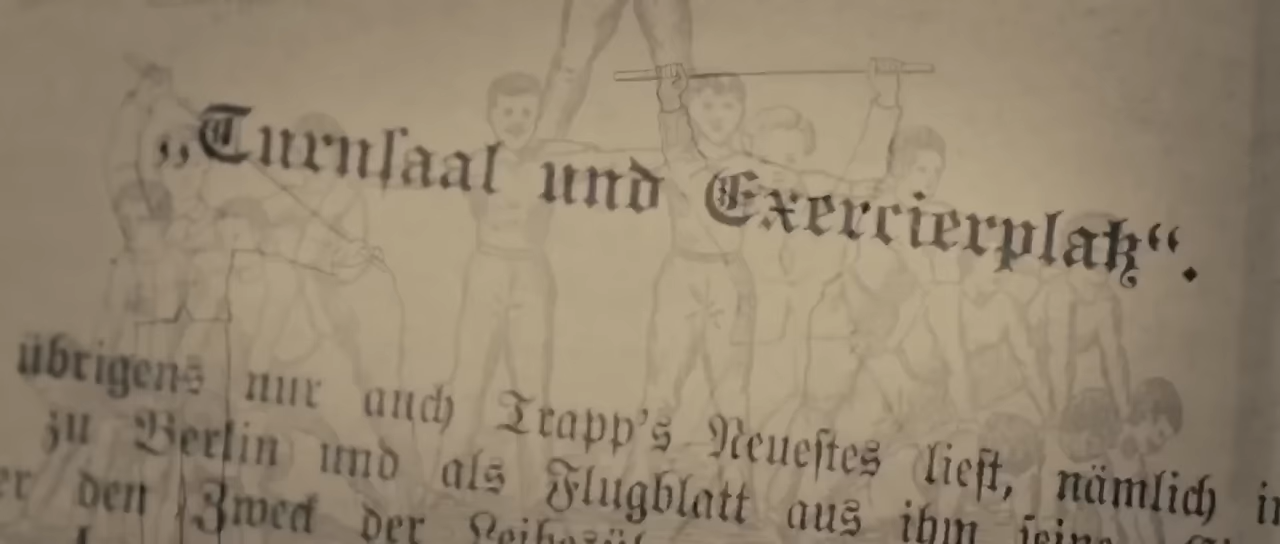 „Turnsaal und Exercierplatz“.
übrigens nur auch Trapp's Neuestes liest, nämlich
zu Berlin und als Flugblatt aus ihm seine
den Zweck der